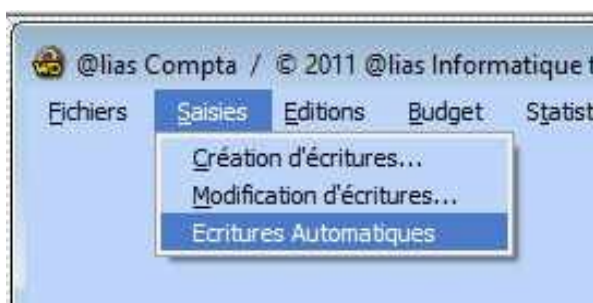 @lias Compta / © 2011 @lias Informatique
Fichiers Saisies Editions Budget
Création d'écritures...
Modification d'écritures...
Ecritures Automatiques